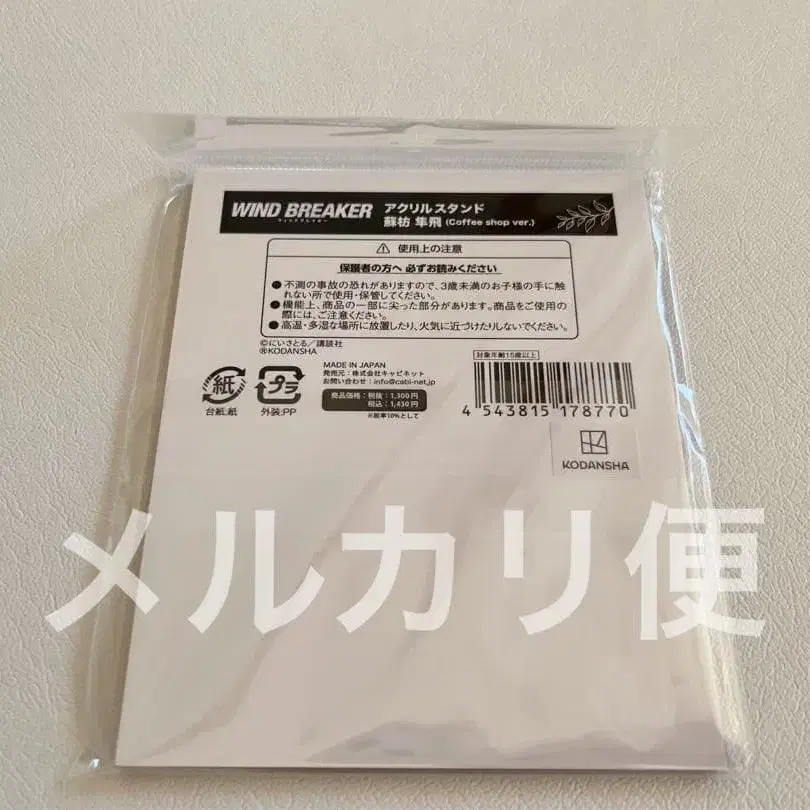 WIND BREAKER
ウィンドブレイカー
アクリルスタンド
蘇枋 隼飛 (Coffee shop ver.)
⚠ 使用上の注意
保護者の方へ 必ずお読みください
●不測の事故の恐れがありますので、3歳未満のお子様の手に触
れない所で使用・保管してください。
●機能上、商品の一部に尖った部分があります。商品をご使用の
際には、ご注意ください。
●高温・多湿な場所に放置したり、火気に近づけたりしないでください。
©にいさとる／講談社
®KODANSHA
紙
台紙:紙
プラ
外装:PP
MADE IN JAPAN
発売元：株式会社キャビネット
お問い合わせ：info@cabi-net.jp
商品価格：税抜：1,300円
税込：1,430円
※税率10%として
対象年齢15歳以上
4 543815 178770
KODANSHA
メルカリ便